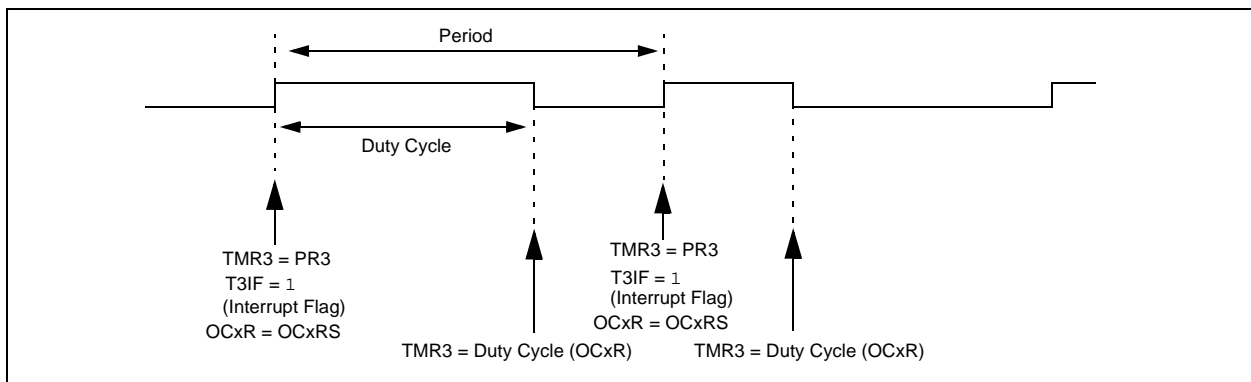 Period
Duty Cycle
TMR3 = PR3
T3IF = 1
(Interrupt Flag)
OCxR = OCxRS
TMR3 = Duty Cycle (OCxR)
TMR3 = PR3
T3IF = 1
(Interrupt Flag)
OCxR = OCxRS
TMR3 = Duty Cycle (OCxR)